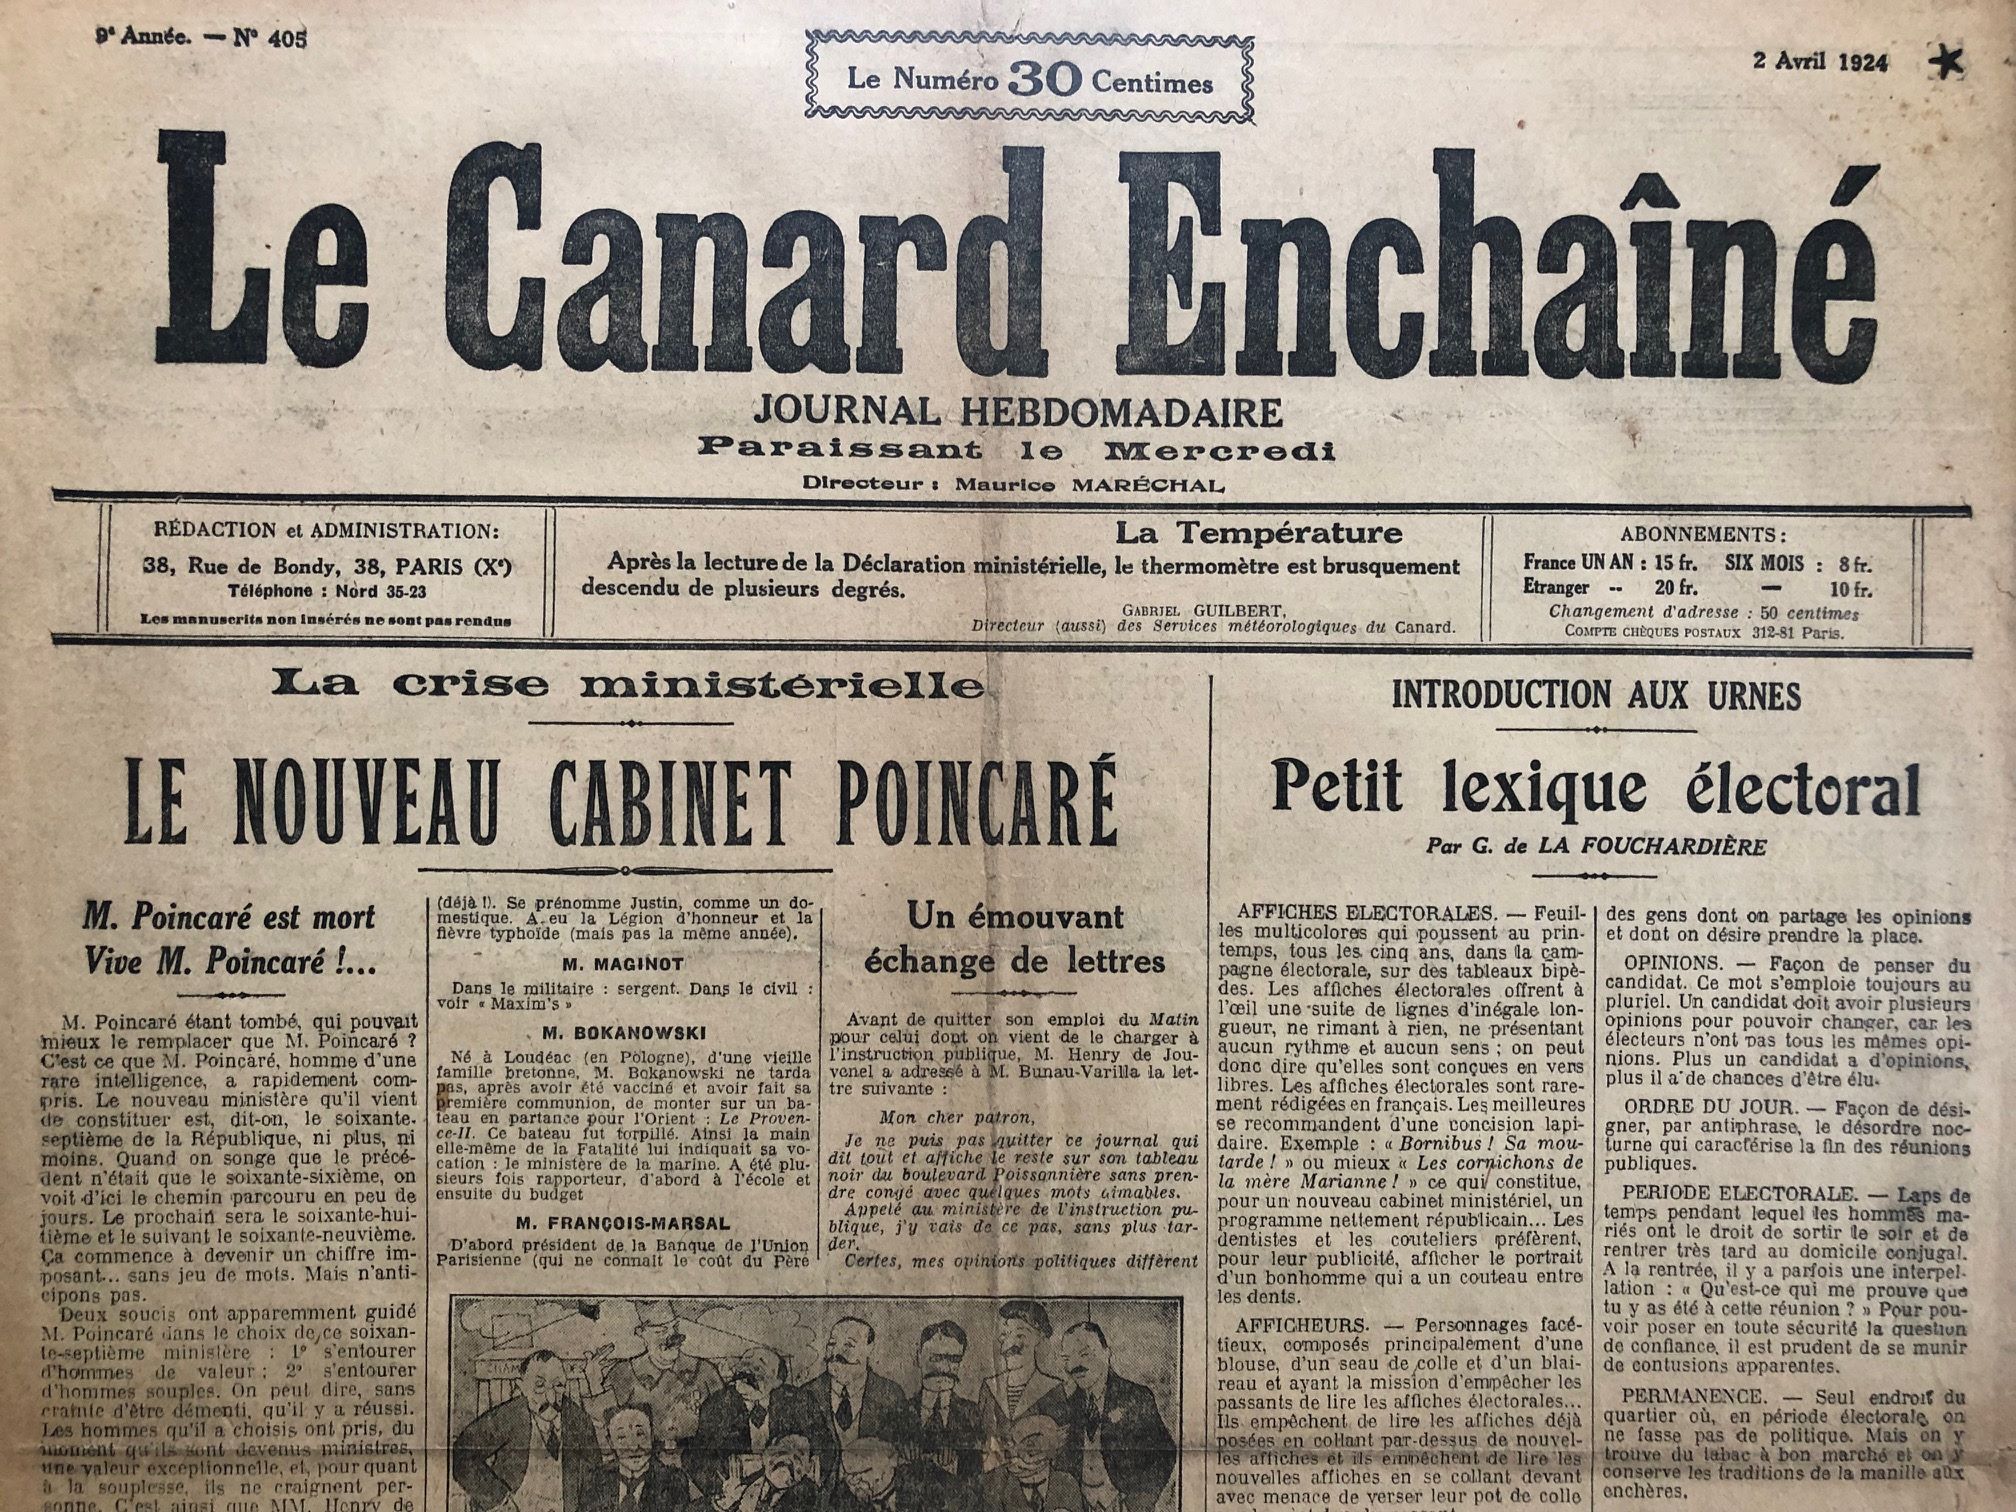 9e Année. — No 405
Le Numéro 30 Centimes
2 Avril 1924
Le Canard Enchaîné
JOURNAL HEBDOMADAIRE
Paraissant le Mercredi
Directeur : Maurice MARÉCHAL
RÉDACTION et ADMINISTRATION:
38, Rue de Bondy, 38, PARIS (Xe)
Téléphone : Nord 35-23
Les manuscrits non insérés ne sont pas rendus
La Température
Après la lecture de la Déclaration ministérielle, le thermomètre est brusquement
descendu de plusieurs degrés.
GABRIEL GUILBERT,
Directeur (aussi) des Services météorologiques du Canard.
ABONNEMENTS :
France UN AN : 15 fr. SIX MOIS : 8 fr.
Etranger -- 20 fr. — 10 fr.
Changement d'adresse : 50 centimes
COMPTE CHÈQUES POSTAUX 312-81 Paris.
La crise ministérielle
LE NOUVEAU CABINET POINCARÉ
M. Poincaré est mort
Vive M. Poincaré !...
M. Poincaré étant tombé, qui pouvait
mieux le remplacer que M. Poincaré ?
C'est ce que M. Poincaré, homme d'une
rare intelligence, a rapidement com-
pris. Le nouveau ministère qu'il vient
de constituer est, dit-on, le soixante-
septième de la République, ni plus, ni
moins. Quand on songe que le précé-
dent n'était que le soixante-sixième, on
voit d'ici le chemin parcouru en peu de
jours. Le prochain sera le soixante-hui-
tième et le suivant le soixante-neuvième.
Ça commence à devenir un chiffre im-
posant... sans jeu de mots. Mais n'anti-
cipons pas.
Deux soucis ont apparemment guidé
M. Poincaré dans le choix de ce soixan-
te-septième ministère : 1° s'entourer
d'hommes de valeur ; 2° s'entourer
d'hommes souples. On peut dire, sans
crainte d'être démenti, qu'il y a réussi.
Les hommes qu'il a choisis ont pris, du
moment qu'ils sont devenus ministres,
une valeur exceptionnelle, et, pour quant
à la souplesse, ils ne craignent per-
sonne. C'est ainsi que MM. Henry de
(déjà !). Se prénomme Justin, comme un do-
mestique. A eu la Légion d'honneur et la
fièvre typhoïde (mais pas la même année).
M. MAGINOT
Dans le militaire : sergent. Dans le civil :
voir « Maxim's »
M. BOKANOWSKI
Né à Loudéac (en Pologne), d'une vieille
famille bretonne, M. Bokanowski ne tarda
pas, après avoir été vacciné et avoir fait sa
première communion, de monter sur un ba-
teau en partance pour l'Orient : Le Proven-
ce-II. Ce bateau fut torpillé. Ainsi la main
elle-même de la Fatalité lui indiquait sa vo-
cation : le ministère de la marine. A été plu-
sieurs fois rapporteur, d'abord à l'école et
ensuite du budget
M. FRANÇOIS-MARSAL
D'abord président de la Banque de l'Union
Parisienne (qui ne connaît le coût du Père
Un émouvant
échange de lettres
Avant de quitter son emploi du Matin
pour celui dont on vient de le charger à
l'instruction publique, M. Henry de Jou-
venel a adressé à M. Bunau-Varilla la let-
tre suivante :
Mon cher patron,
Je ne puis pas quitter ce journal qui
dit tout et affiche le reste sur son tableau
noir du boulevard Poissonnière sans pren-
dre congé avec quelques mots aimables.
Appelé au ministère de l'instruction pu-
blique, j'y vais de ce pas, sans plus tar-
der.
Certes, mes opinions politiques diffèrent
INTRODUCTION AUX URNES
Petit lexique électoral
Par G. de LA FOUCHARDIÈRE
AFFICHES ELECTORALES. — Feuil-
les multicolores qui poussent au prin-
temps, tous les cinq ans, dans la cam-
pagne électorale, sur des tableaux bipè-
des. Les affiches électorales offrent à
l'œil une suite de lignes d'inégale lon-
gueur, ne rimant à rien, ne présentant
aucun rythme et aucun sens ; on peut
donc dire qu'elles sont conçues en vers
libres. Les affiches électorales sont rare-
ment rédigées en français. Les meilleures
se recommandent d'une concision lapi-
daire. Exemple : « Bornibus ! Sa mou-
tarde ! » ou mieux « Les cornichons de
la mère Marianne ! » ce qui constitue,
pour un nouveau cabinet ministériel, un
programme nettement républicain... Les
dentistes et les couteliers préfèrent,
pour leur publicité, afficher le portrait
d'un bonhomme qui a un couteau entre
les dents.
AFFICHEURS. — Personnages facé-
tieux, composés principalement d'une
blouse, d'un seau de colle et d'un blai-
reau et ayant la mission d'empêcher les
passants de lire les affiches électorales...
Ils empêchent de lire les affiches déjà
posées en collant par-dessus de nouvel-
les affiches et ils empêchent de lire les
nouvelles affiches en se collant devant
avec menace de verser leur pot de colle
des gens dont on partage les opinions
et dont on désire prendre la place.
OPINIONS. — Façon de penser du
candidat. Ce mot s'emploie toujours au
pluriel. Un candidat doit avoir plusieurs
opinions pour pouvoir changer, car les
électeurs n'ont pas tous les mêmes opi-
nions. Plus un candidat a d'opinions,
plus il a de chances d'être élu.
ORDRE DU JOUR. — Façon de dési-
gner, par antiphrase, le désordre noc-
turne qui caractérise la fin des réunions
publiques.
PERIODE ELECTORALE. — Laps de
temps pendant lequel les hommes ma-
riés ont le droit de sortir le soir et de
rentrer très tard au domicile conjugal.
A la rentrée, il y a parfois une interpel-
lation : « Qu'est-ce qui me prouve que
tu y as été à cette réunion ? » Pour pou-
voir poser en toute sécurité la question
de confiance, il est prudent de se munir
de contusions apparentes.
PERMANENCE. — Seul endroit du
quartier où, en période électorale, on
ne fasse pas de politique. Mais on y
trouve du tabac à bon marché et on y
conserve les traditions de la manille aux
enchères.